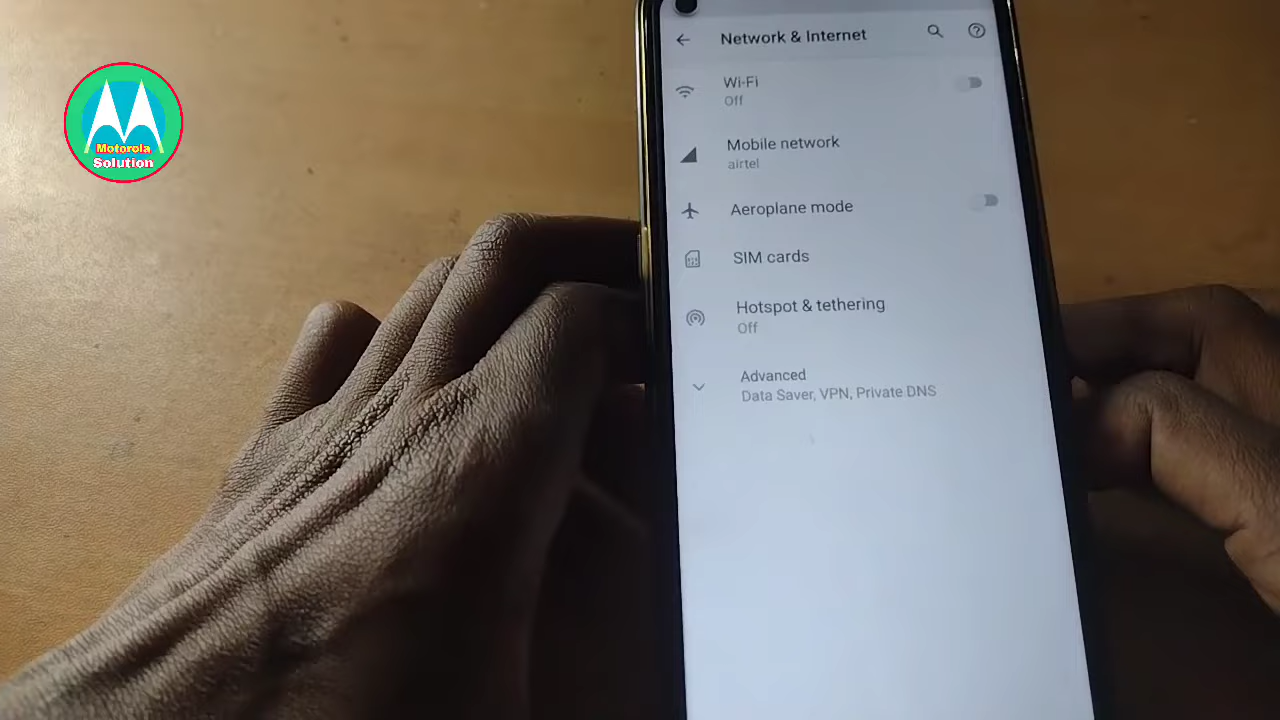 Motorola
Solution
Network & Internet
Wi-Fi
Off
Mobile network
airtel
Aeroplane mode
SIM cards
Hotspot & tethering
Off
Advanced
Data Saver, VPN, Private DNS